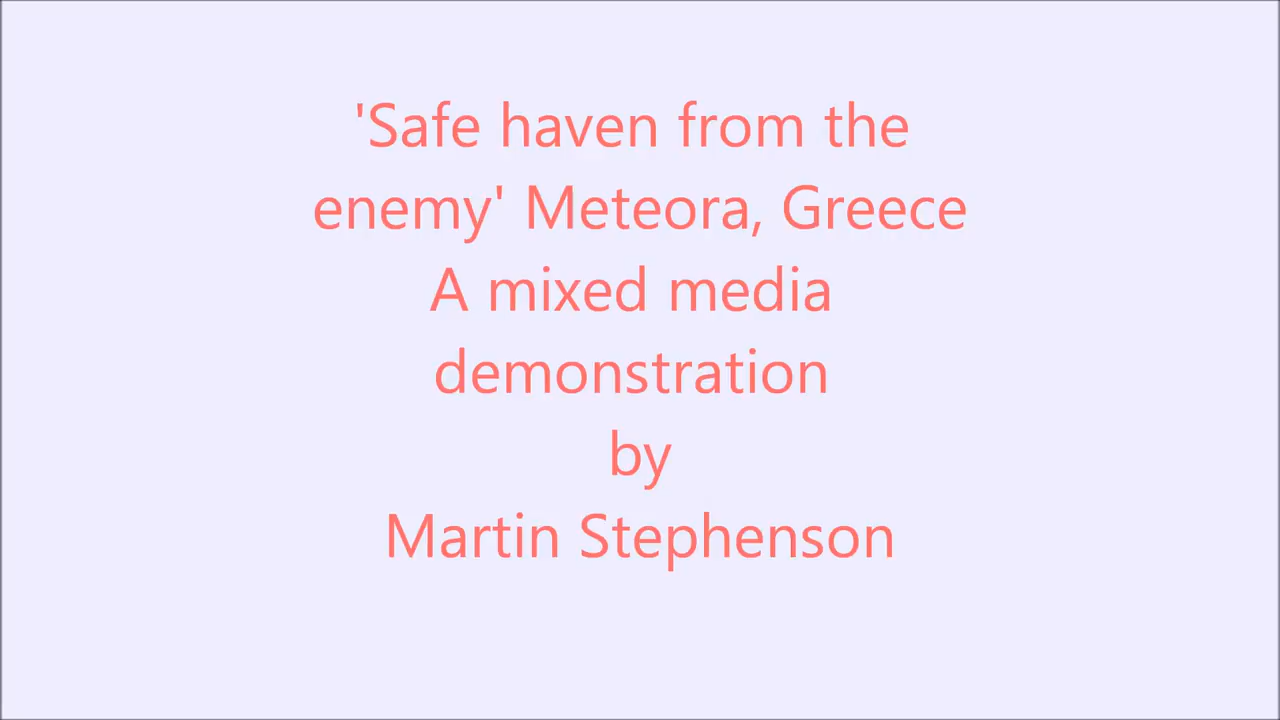 'Safe haven from the
enemy' Meteora, Greece
A mixed media
demonstration
by
Martin Stephenson